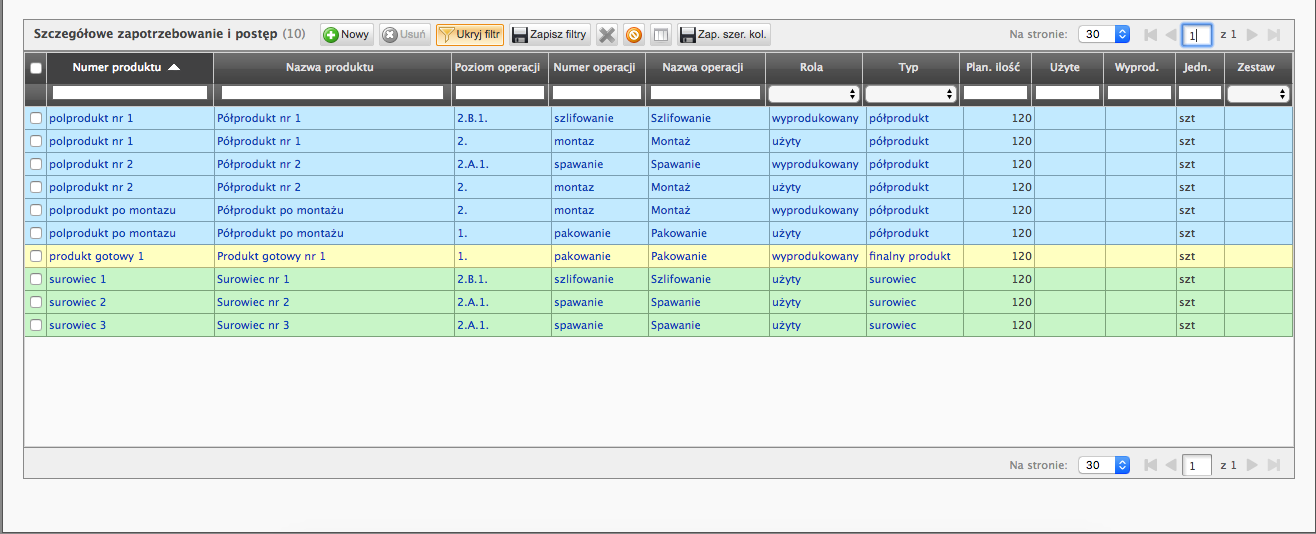 Szczegółowe zapotrzebowanie i postęp (10) Nowy Usuń Ukryj filtr Zapisz filtry Zap. szer. kol. Na stronie: 30 1 z 1
Numer produktu Nazwa produktu Poziom operacji Numer operacji Nazwa operacji Rola Typ Plan. ilość Użyte Wyprod. Jedn. Zestaw
polprodukt nr 1 Półprodukt nr 1 2.B.1. szlifowanie Szlifowanie wyprodukowany półprodukt 120 szt
polprodukt nr 1 Półprodukt nr 1 2. montaz Montaż użyty półprodukt 120 szt
polprodukt nr 2 Półprodukt nr 2 2.A.1. spawanie Spawanie wyprodukowany półprodukt 120 szt
polprodukt nr 2 Półprodukt nr 2 2. montaz Montaż użyty półprodukt 120 szt
polprodukt po montazu Półprodukt po montażu 2. montaz Montaż wyprodukowany półprodukt 120 szt
polprodukt po montazu Półprodukt po montażu 1. pakowanie Pakowanie użyty półprodukt 120 szt
produkt gotowy 1 Produkt gotowy nr 1 1. pakowanie Pakowanie wyprodukowany finalny produkt 120 szt
surowiec 1 Surowiec nr 1 2.B.1. szlifowanie Szlifowanie użyty surowiec 120 szt
surowiec 2 Surowiec nr 2 2.A.1. spawanie Spawanie użyty surowiec 120 szt
surowiec 3 Surowiec nr 3 2.A.1. spawanie Spawanie użyty surowiec 120 szt
Na stronie: 30 1 z 1